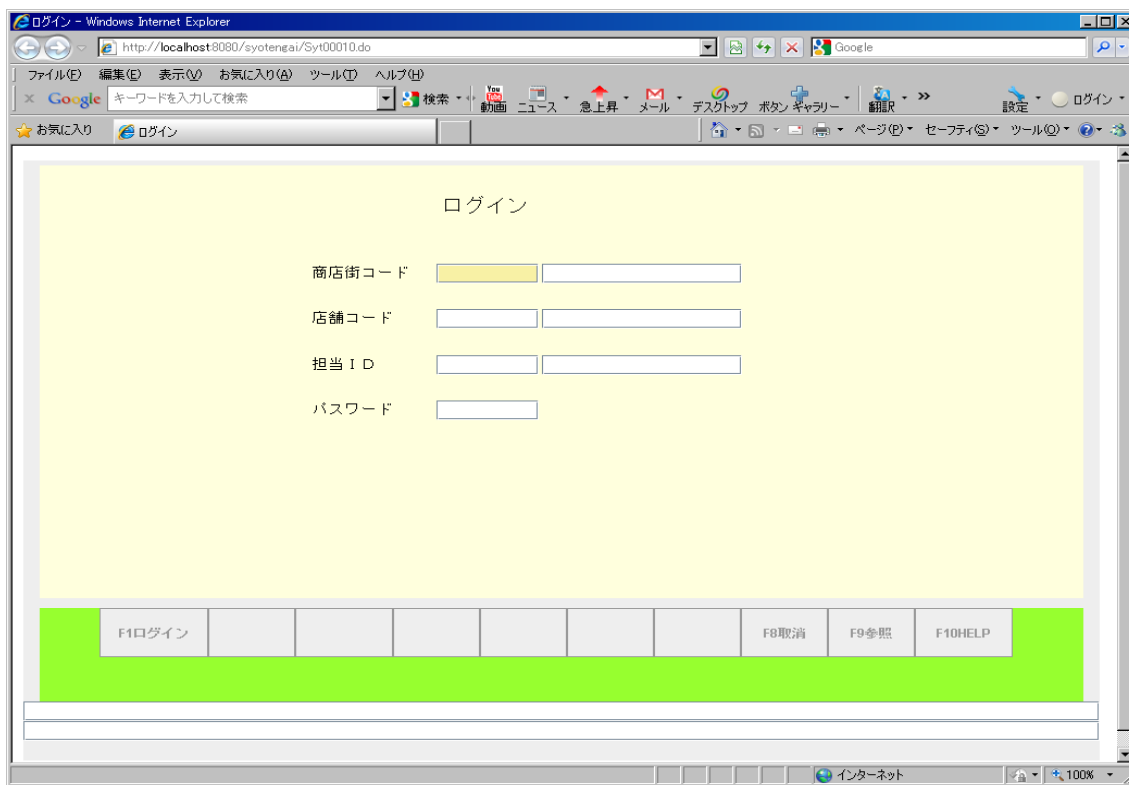 ログイン - Windows Internet Explorer
http://localhost:8080/syotengai/Syt00010.do
Google
ファイル(F) 編集(E) 表示(V) お気に入り(A) ツール(T) ヘルプ(H)
× Google キーワードを入力して検索 検索 You Tube 動画 ニュース 急上昇 メール デスクトップ ボタン ギャラリー 翻訳 » 設定 ログイン
お気に入り ログイン ページ(P) セーフティ(S) ツール(O)
ログイン
商店街コード
店舗コード
担当ID
パスワード
F1ログイン F8取消 F9参照 F10HELP
インターネット 100%